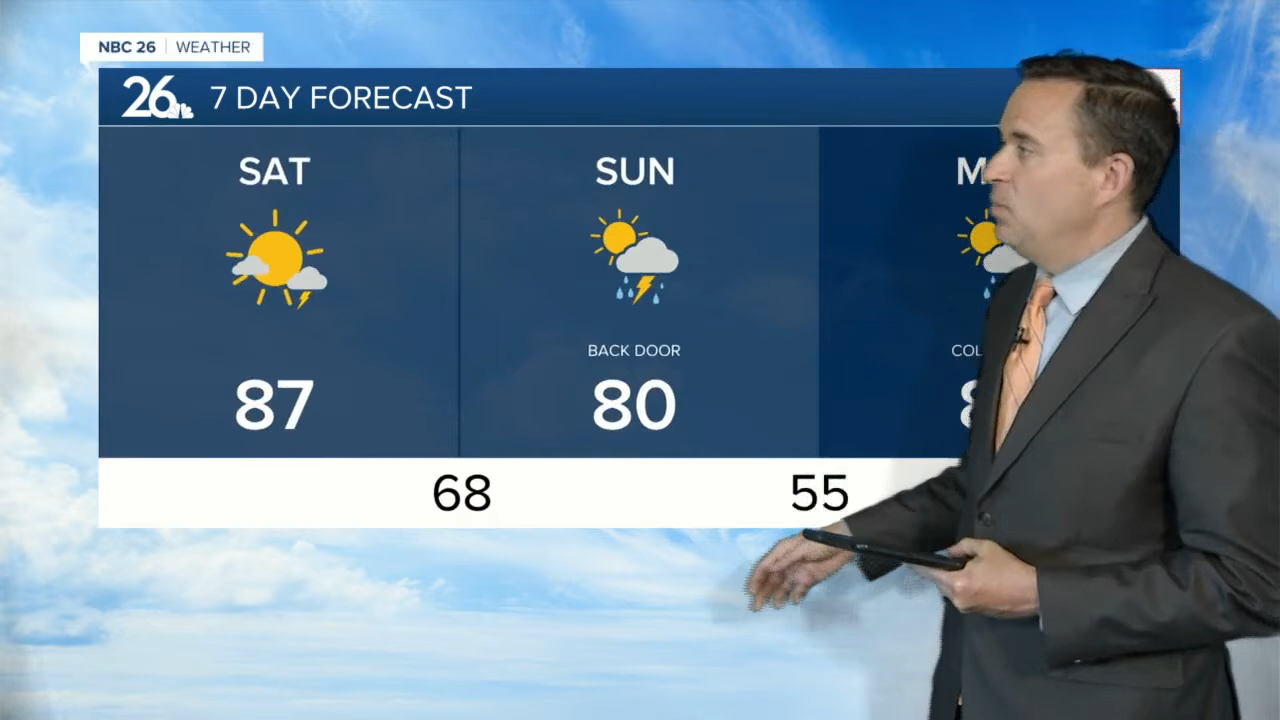 NBC 26 | WEATHER
26 7 DAY FORECAST
SAT SUN
BACK DOOR
87 80
68 55